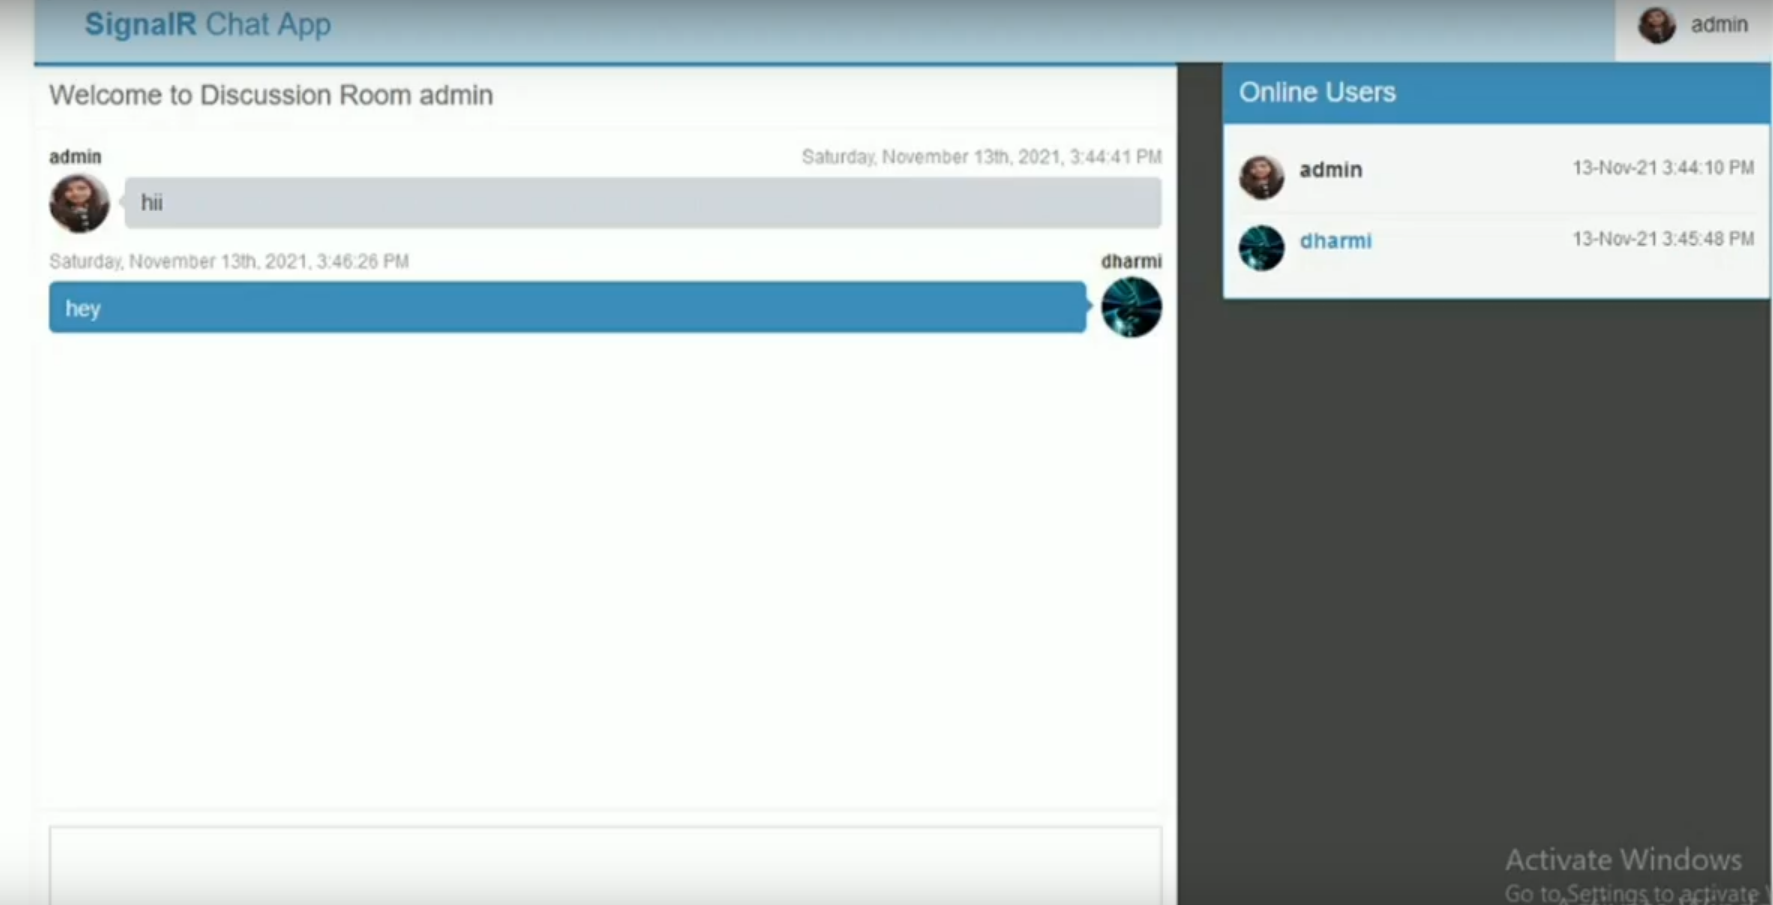 SignalR Chat App
admin
Welcome to Discussion Room admin
admin
Saturday, November 13th, 2021, 3:44:41 PM
hii
Saturday, November 13th, 2021, 3:46:26 PM
dharmi
hey
Online Users
admin
13-Nov-21 3:44:10 PM
dharmi
13-Nov-21 3:45:48 PM
Activate Windows
Go to Settings to activate